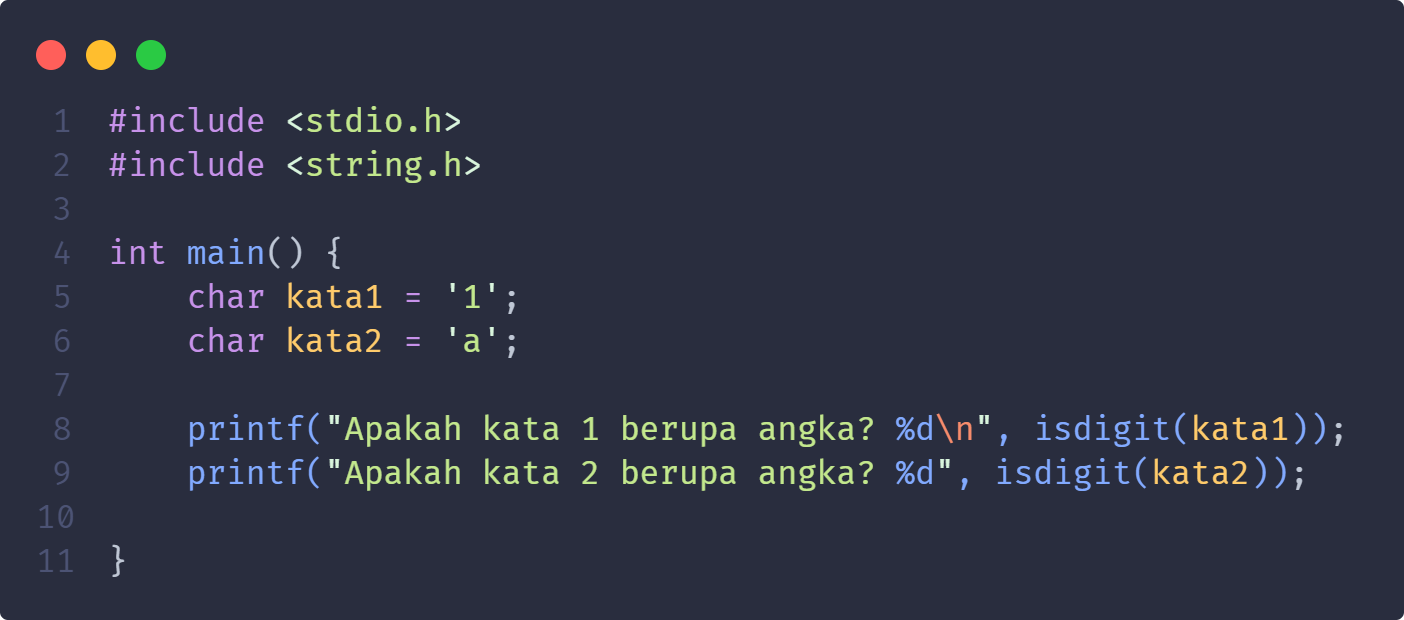 1 #include <stdio.h>
2 #include <string.h>
3
4 int main() {
5     char kata1 = '1';
6     char kata2 = 'a';
7
8     printf("Apakah kata 1 berupa angka? %d\n", isdigit(kata1));
9     printf("Apakah kata 2 berupa angka? %d", isdigit(kata2));
10
11 }